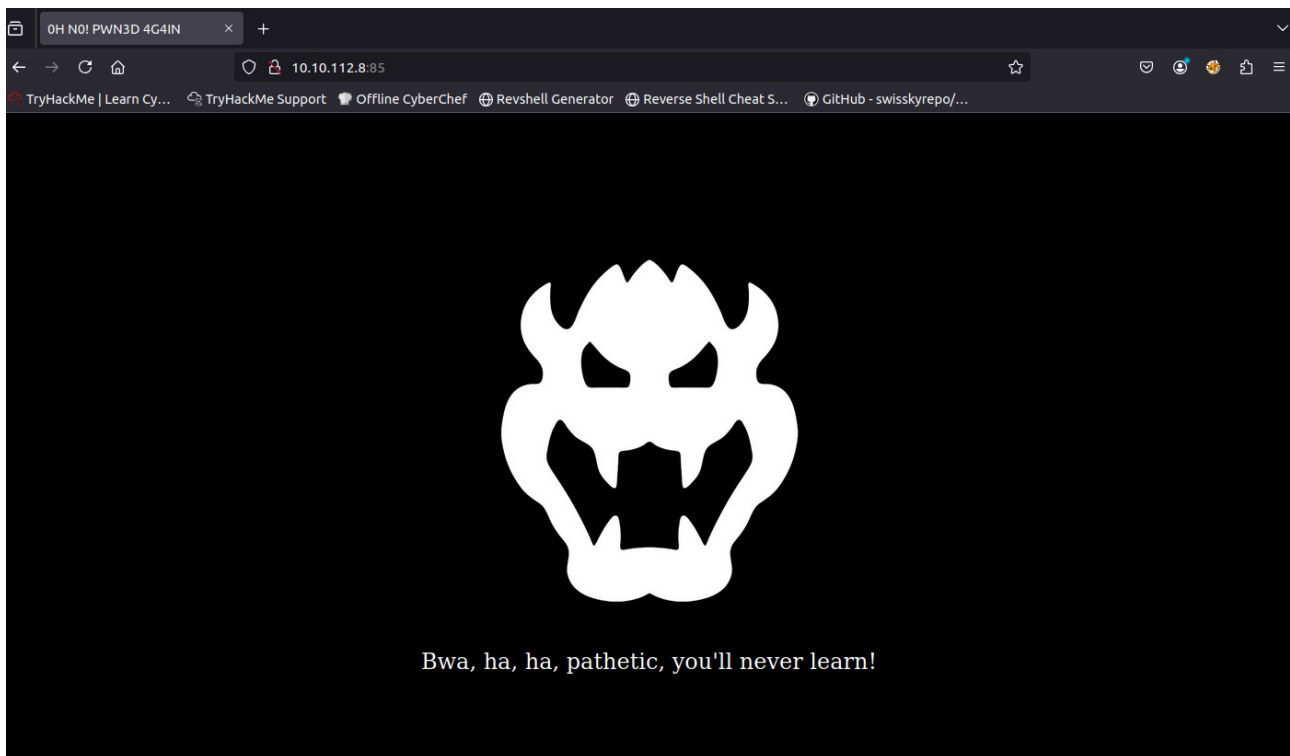 0H N0! PWN3D 4G4IN
10.10.112.8:85
TryHackMe | Learn Cy... TryHackMe Support Offline CyberChef Revshell Generator Reverse Shell Cheat S... GitHub - swisskyrepo/...
Bwa, ha, ha, pathetic, you'll never learn!